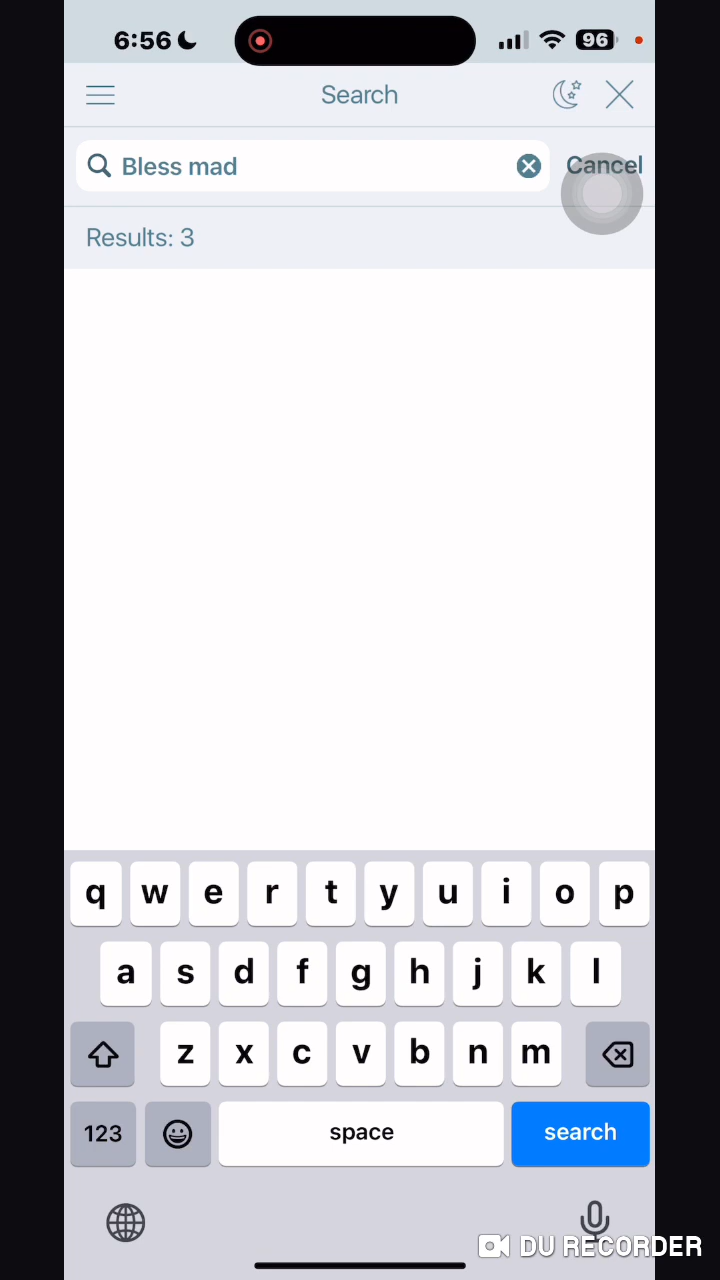 6:56
96
Search
Bless mad
Cancel
Results: 3
q w e r t y u i o p
a s d f g h j k l
z x c v b n m
123 space search
DU RECORDER